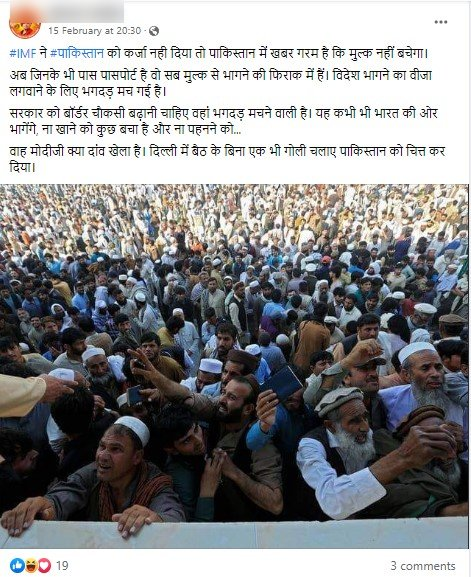 15 February at 20:30
#IMF ने #पाकिस्तान को कर्जा नही दिया तो पाकिस्तान में खबर गरम है कि मुल्क नहीं बचेगा।
अब जिनके भी पास पासपोर्ट है वो सब मुल्क से भागने की फिराक में हैं। विदेश भागने का वीजा
लगवाने के लिए भगदड़ मच गई है।
सरकार को बॉर्डर चौकसी बढ़ानी चाहिए वहां भगदड़ मचने वाली है। यह कभी भी भारत की ओर
भागेंगे, ना खाने को कुछ बचा है और ना पहनने को...
वाह मोदीजी क्या दांव खेला है। दिल्ली में बैठ के बिना एक भी गोली चलाए पाकिस्तान को चित्त कर
दिया।
19
3 comments